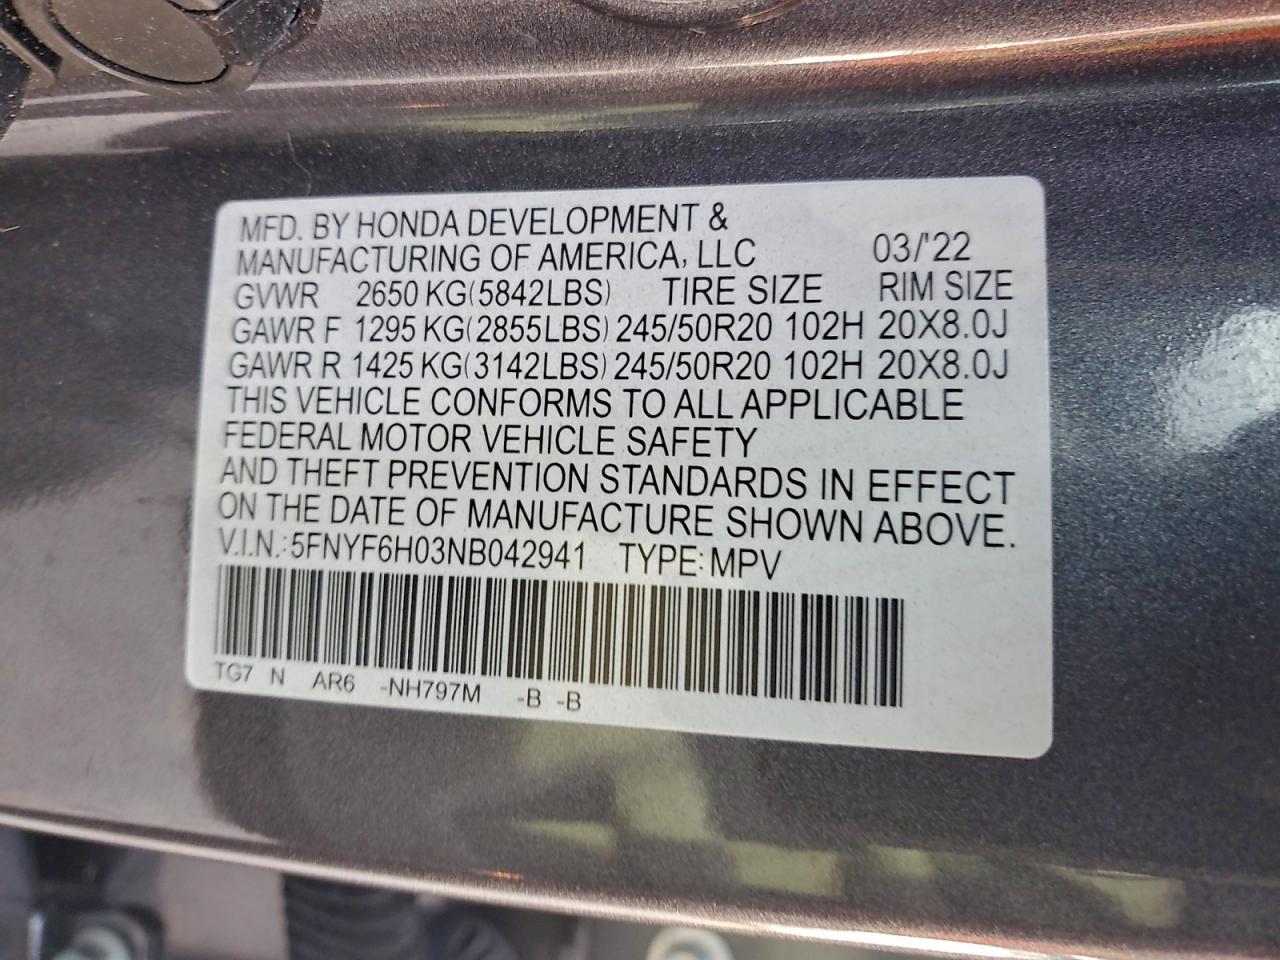 MFD. BY HONDA DEVELOPMENT &
MANUFACTURING OF AMERICA, LLC 03/'22
GVWR 2650 KG(5842LBS) TIRE SIZE RIM SIZE
GAWR F 1295 KG(2855LBS) 245/50R20 102H 20X8.0J
GAWR R 1425 KG(3142LBS) 245/50R20 102H 20X8.0J
THIS VEHICLE CONFORMS TO ALL APPLICABLE
FEDERAL MOTOR VEHICLE SAFETY
AND THEFT PREVENTION STANDARDS IN EFFECT
ON THE DATE OF MANUFACTURE SHOWN ABOVE.
V.I.N.: 5FNYF6H03NB042941 TYPE: MPV
TG7 N AR6 -NH797M -B -B